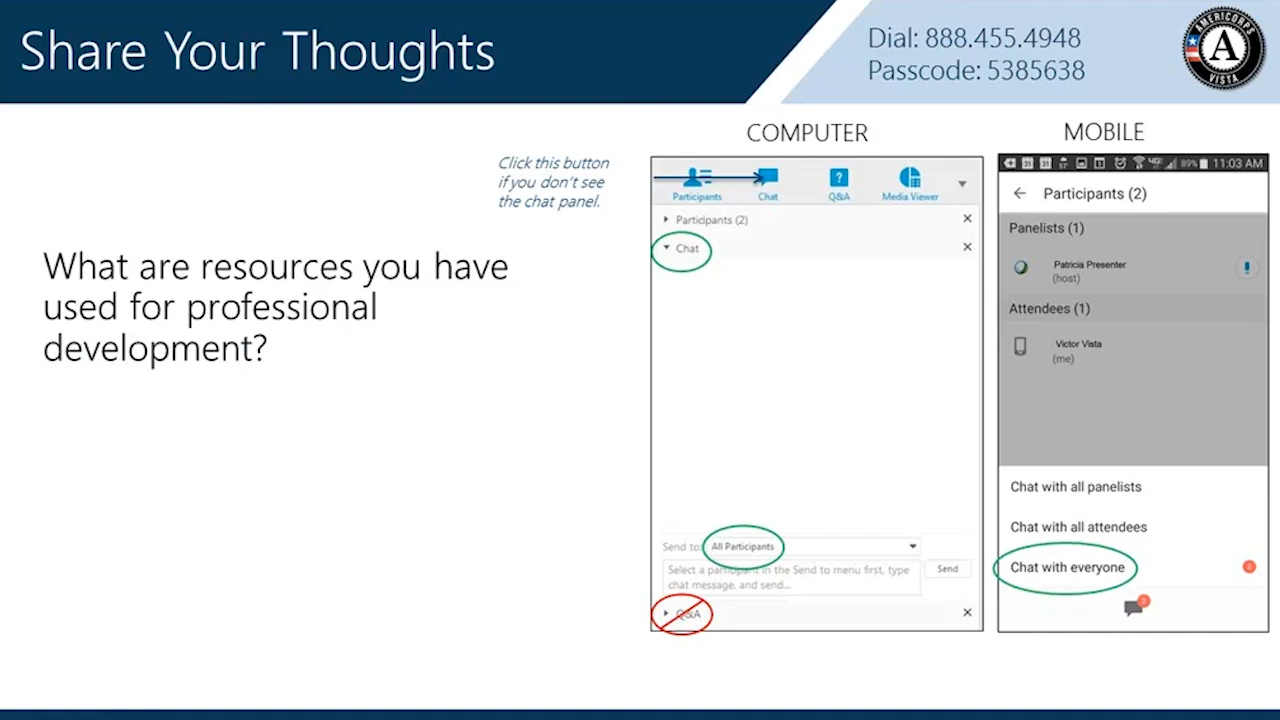 Share Your Thoughts
Dial: 888.455.4948
Passcode: 5385638
AMERICORPS
A
VISTA
What are resources you have
used for professional
development?
Click this button
if you don't see
the chat panel.
COMPUTER
Participants
Chat
Q&A
Media Viewer
Participants (2)
Chat
Send to:
All Participants
Select a participant in the Send to menu first, type
chat message, and send...
Send
Q&A
MOBILE
89% 11:03 AM
Participants (2)
Panelists (1)
Patricia Presenter
(host)
Attendees (1)
Victor Vista
(me)
Chat with all panelists
Chat with all attendees
Chat with everyone